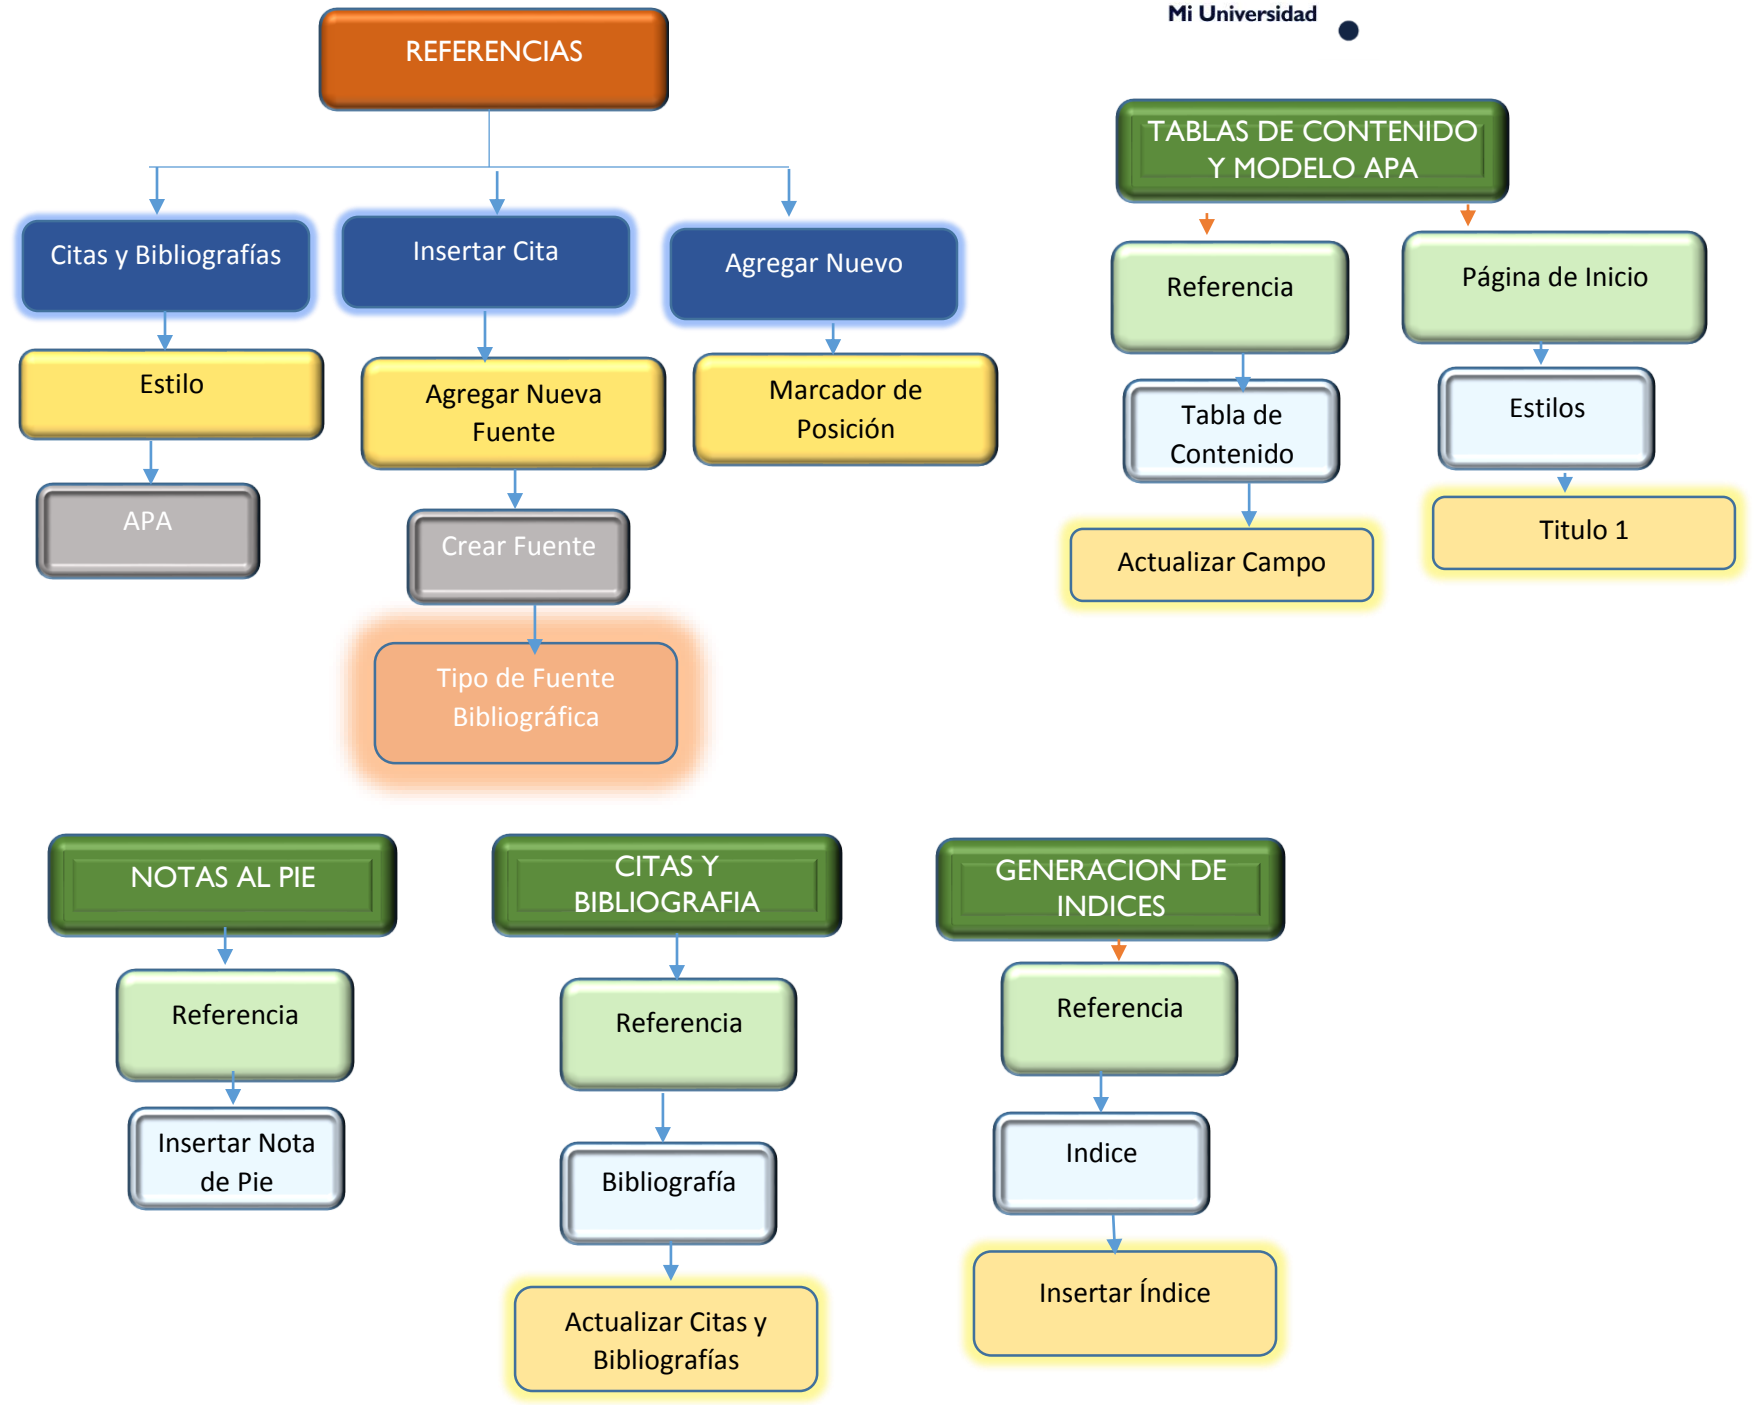 Mi Universidad
REFERENCIAS
Citas y Bibliografías
Insertar Cita
Agregar Nuevo
Estilo
Agregar Nueva
Fuente
Marcador de
Posición
APA
Crear Fuente
Tipo de Fuente
Bibliográfica
TABLAS DE CONTENIDO
Y MODELO APA
Referencia
Página de Inicio
Tabla de
Contenido
Estilos
Actualizar Campo
Titulo 1
NOTAS AL PIE
Referencia
Insertar Nota
de Pie
CITAS Y
BIBLIOGRAFIA
Referencia
Bibliografía
Actualizar Citas y
Bibliografías
GENERACION DE
INDICES
Referencia
Indice
Insertar Índice